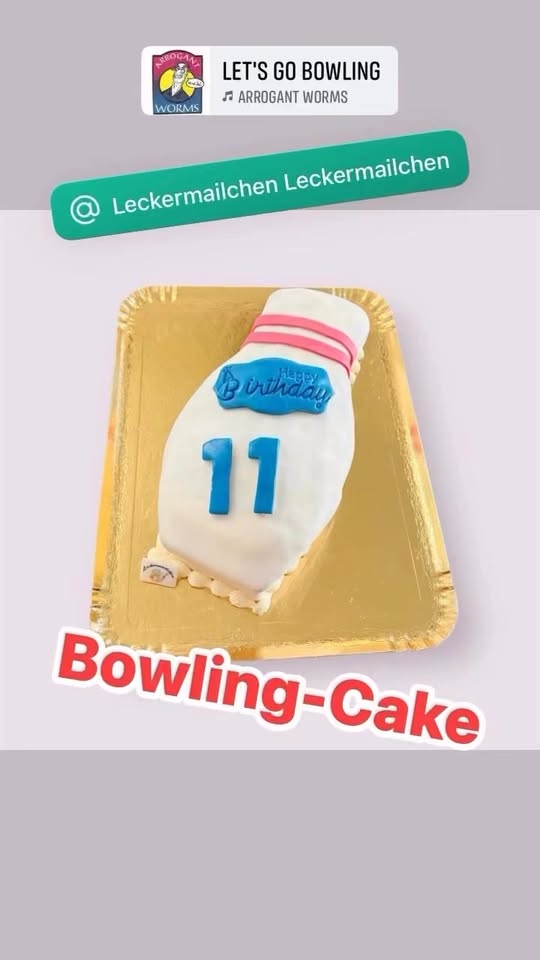 ARROGANT
WORMS
LET'S GO BOWLING
ARROGANT WORMS
@ Leckermailchen Leckermailchen
Happy
Birthday
11
Bowling-Cake